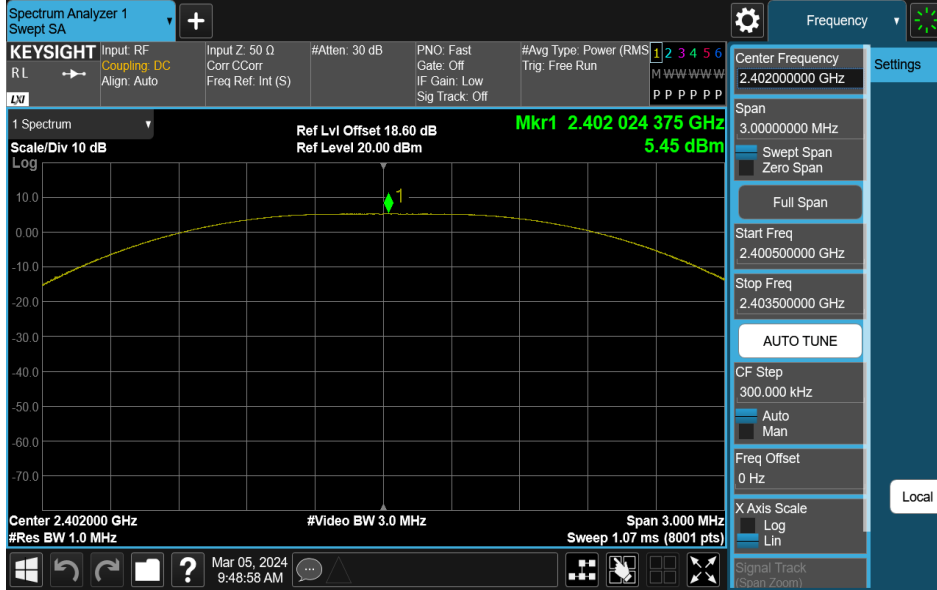 Spectrum Analyzer 1
Swept SA
▼
+
Frequency
▼
KEYSIGHT
RL
LXI
Input: RF
Coupling: DC
Align: Auto
Input Z: 50 Ω
Corr CCorr
Freq Ref: Int (S)
#Atten: 30 dB
PNO: Fast
Gate: Off
IF Gain: Low
Sig Track: Off
#Avg Type: Power (RMS
Trig: Free Run
1 2 3 4 5 6
M W W W W W
P P P P P P
Center Frequency
2.402000000 GHz
Settings
1 Spectrum
▼
Scale/Div 10 dB
Ref Lvl Offset 18.60 dB
Ref Level 20.00 dBm
Mkr1 2.402 024 375 GHz
5.45 dBm
Span
3.00000000 MHz
Swept Span
Zero Span
Full Span
Start Freq
2.400500000 GHz
Stop Freq
2.403500000 GHz
AUTO TUNE
CF Step
300.000 kHz
Auto
Man
Freq Offset
0 Hz
X Axis Scale
Log
Lin
Signal Track
(Span Zoom)
Local
Log
10.0
0.00
-10.0
-20.0
-30.0
-40.0
-50.0
-60.0
-70.0
1
Center 2.402000 GHz
#Res BW 1.0 MHz
#Video BW 3.0 MHz
Span 3.000 MHz
Sweep 1.07 ms (8001 pts)
?
Mar 05, 2024
9:48:58 AM